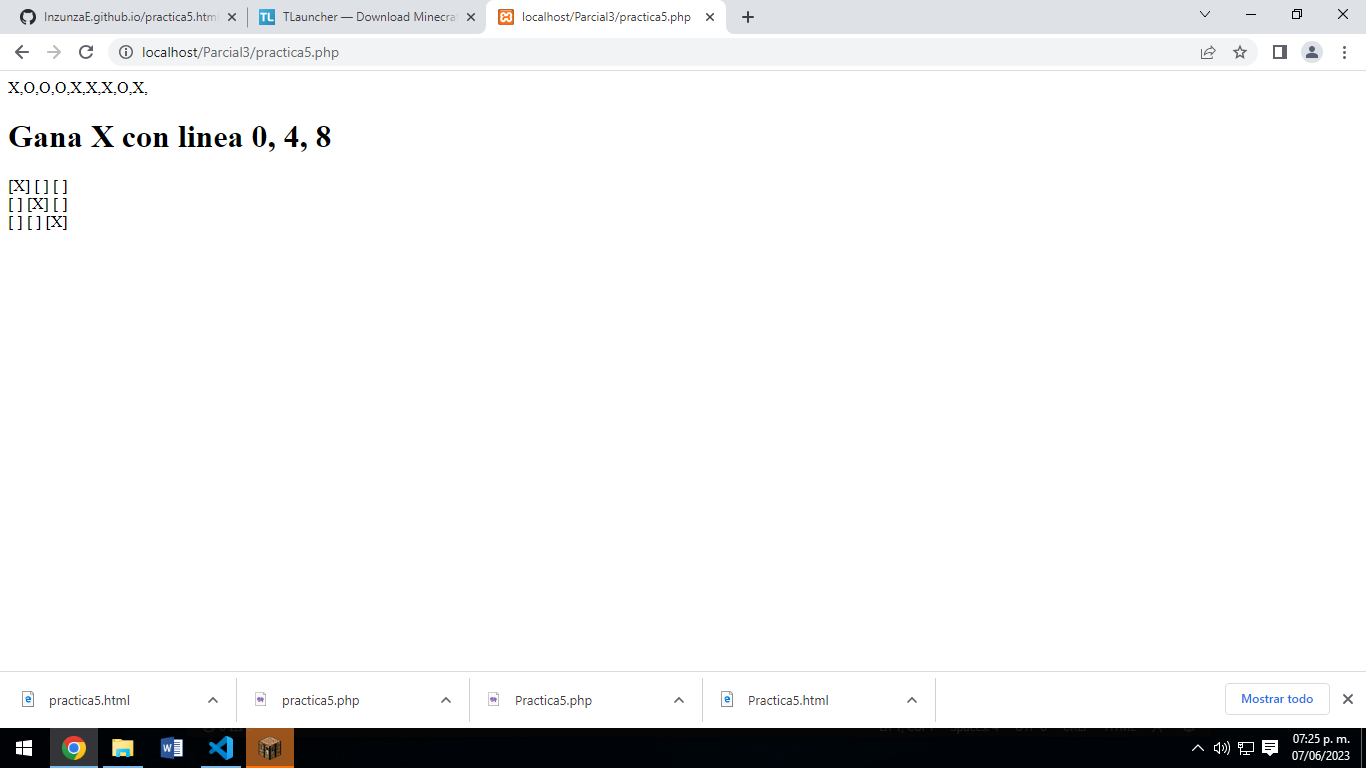 InzunzaE.github.io/practica5.htm
TLauncher — Download Minecra
localhost/Parcial3/practica5.php
localhost/Parcial3/practica5.php
X,O,O,O,X,X,X,O,X,
Gana X con linea 0, 4, 8
[X] [ ] [ ]
[ ] [X] [ ]
[ ] [ ] [X]
practica5.html
practica5.php
Practica5.php
Practica5.html
Mostrar todo
07:25 p. m.
07/06/2023